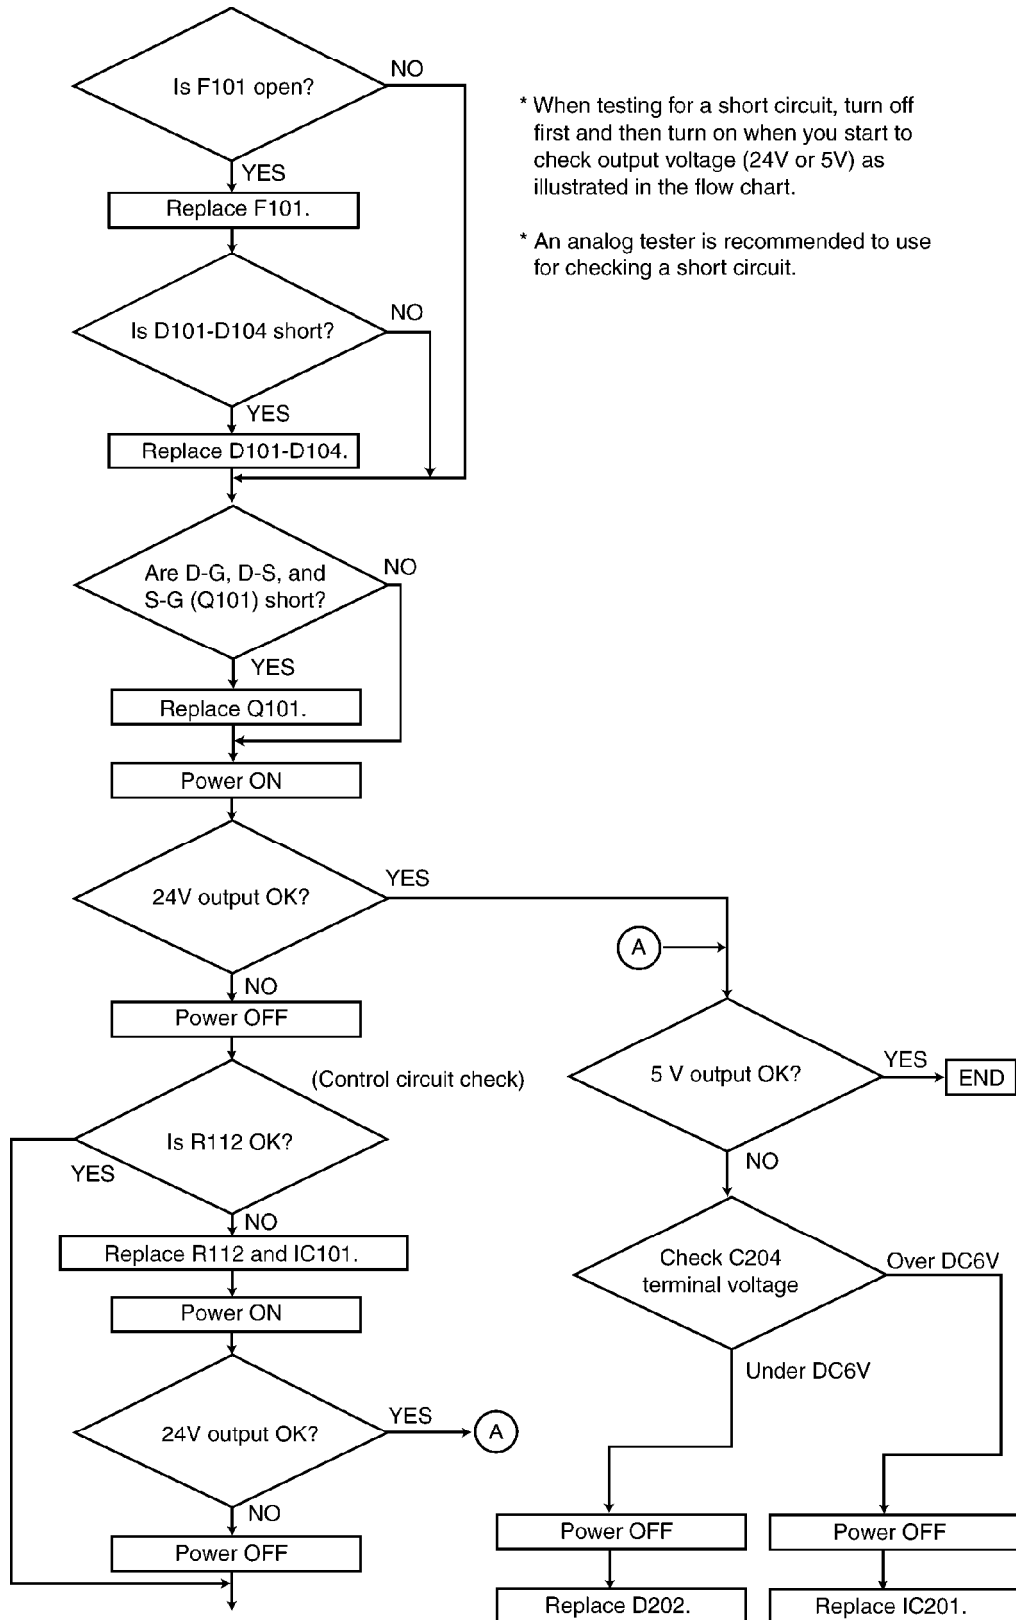 Is F101 open?
NO
YES
Replace F101.
* When testing for a short circuit, turn off
first and then turn on when you start to
check output voltage (24V or 5V) as
illustrated in the flow chart.
* An analog tester is recommended to use
for checking a short circuit.
Is D101-D104 short?
NO
YES
Replace D101-D104.
Are D-G, D-S, and
S-G (Q101) short?
NO
YES
Replace Q101.
Power ON
24V output OK?
YES
NO
Power OFF
(Control circuit check)
Is R112 OK?
YES
NO
Replace R112 and IC101.
Power ON
24V output OK?
YES
A
NO
Power OFF
A
5 V output OK?
YES
END
NO
Check C204
terminal voltage
Over DC6V
Under DC6V
Power OFF
Replace D202.
Power OFF
Replace IC201.